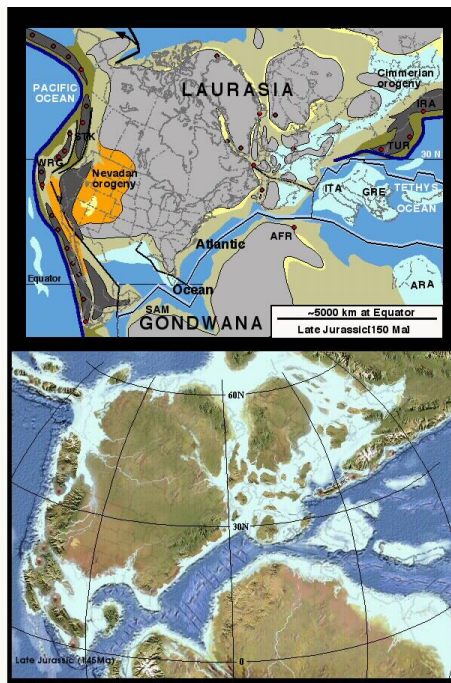 LAURASIA
PACIFIC
OCEAN
Cimmerian
orogeny
IRA
STK
TUR
WRG
30 N
Nevadan
orogeny
ITA
GRE
TETHYS
OCEAN
Atlantic
AFR
Equator
Ocean
ARA
SAM
GONDWANA
~5000 km at Equator
Late Jurassic(150 Ma)
60N
30N
0
Late Jurassic (145Ma)